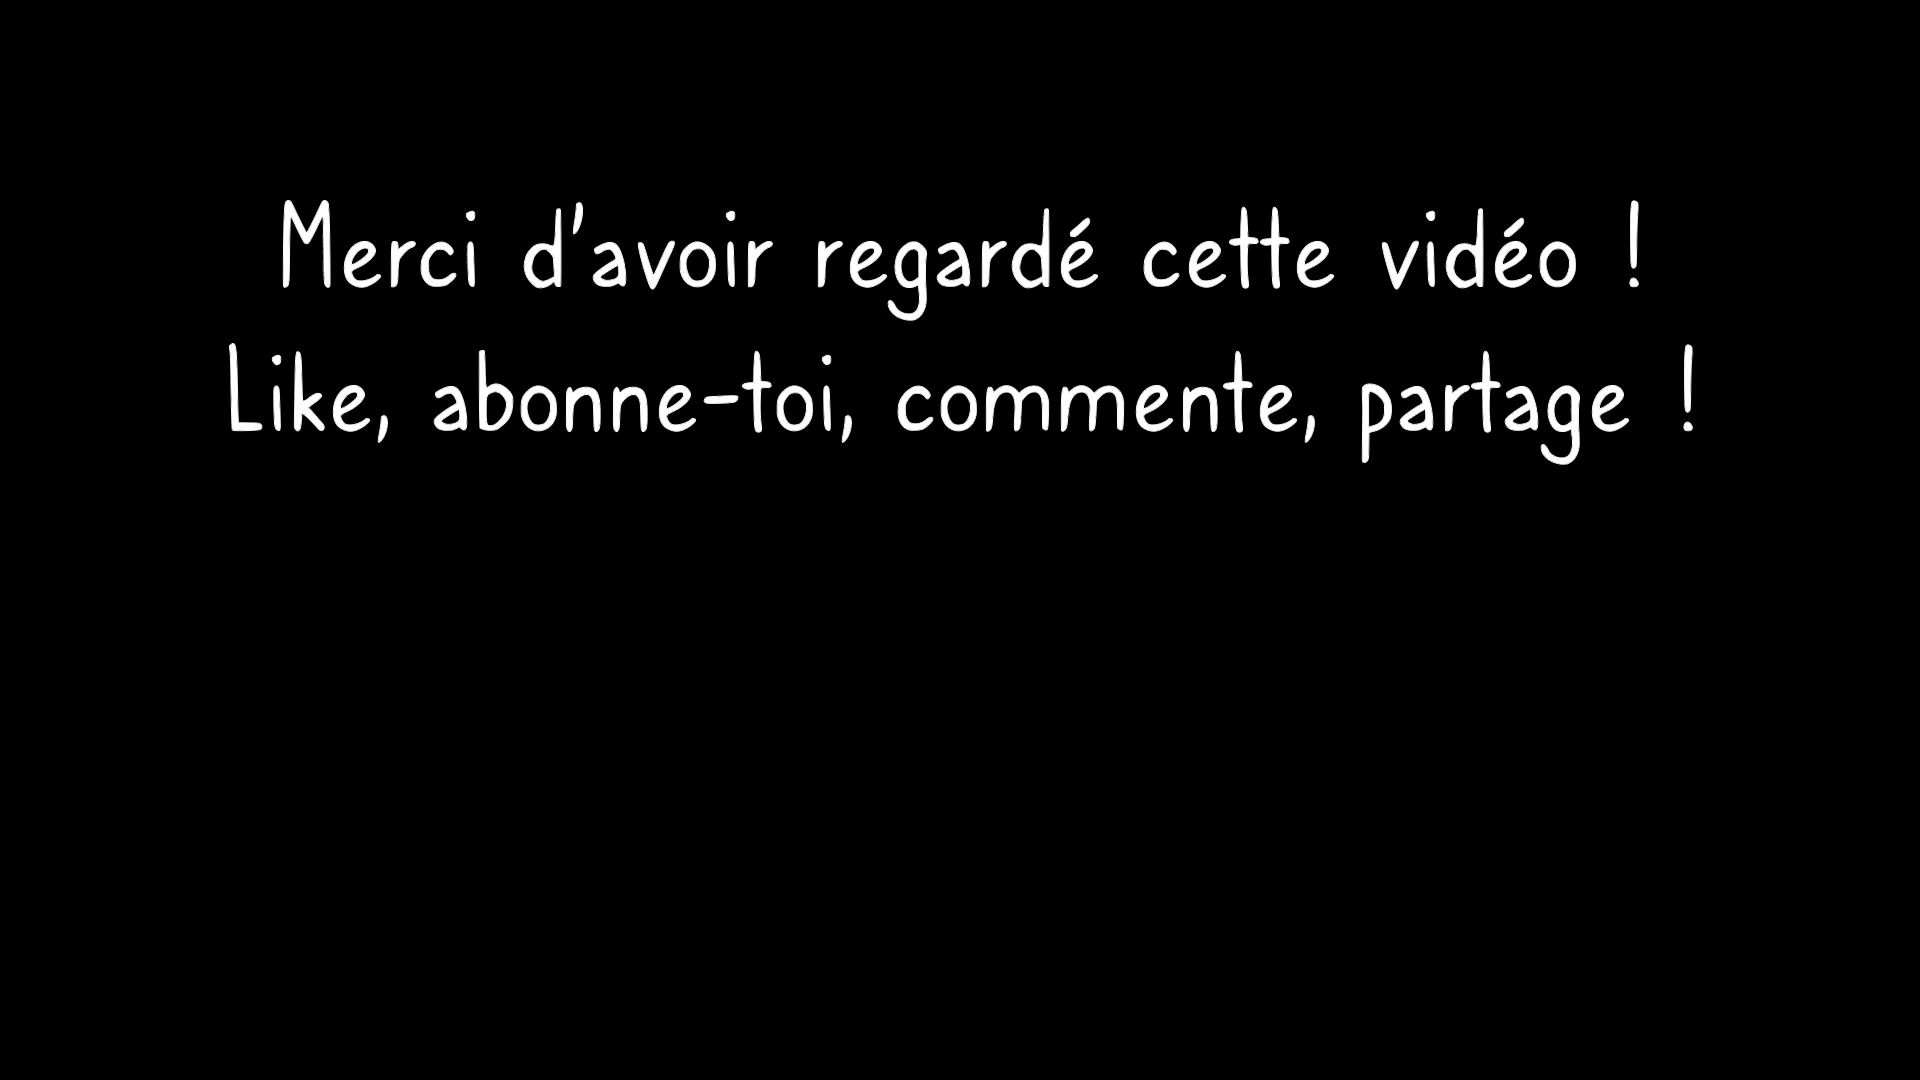 Merci d'avoir regardé cette vidéo !
Like, abonne-toi, commente, partage !